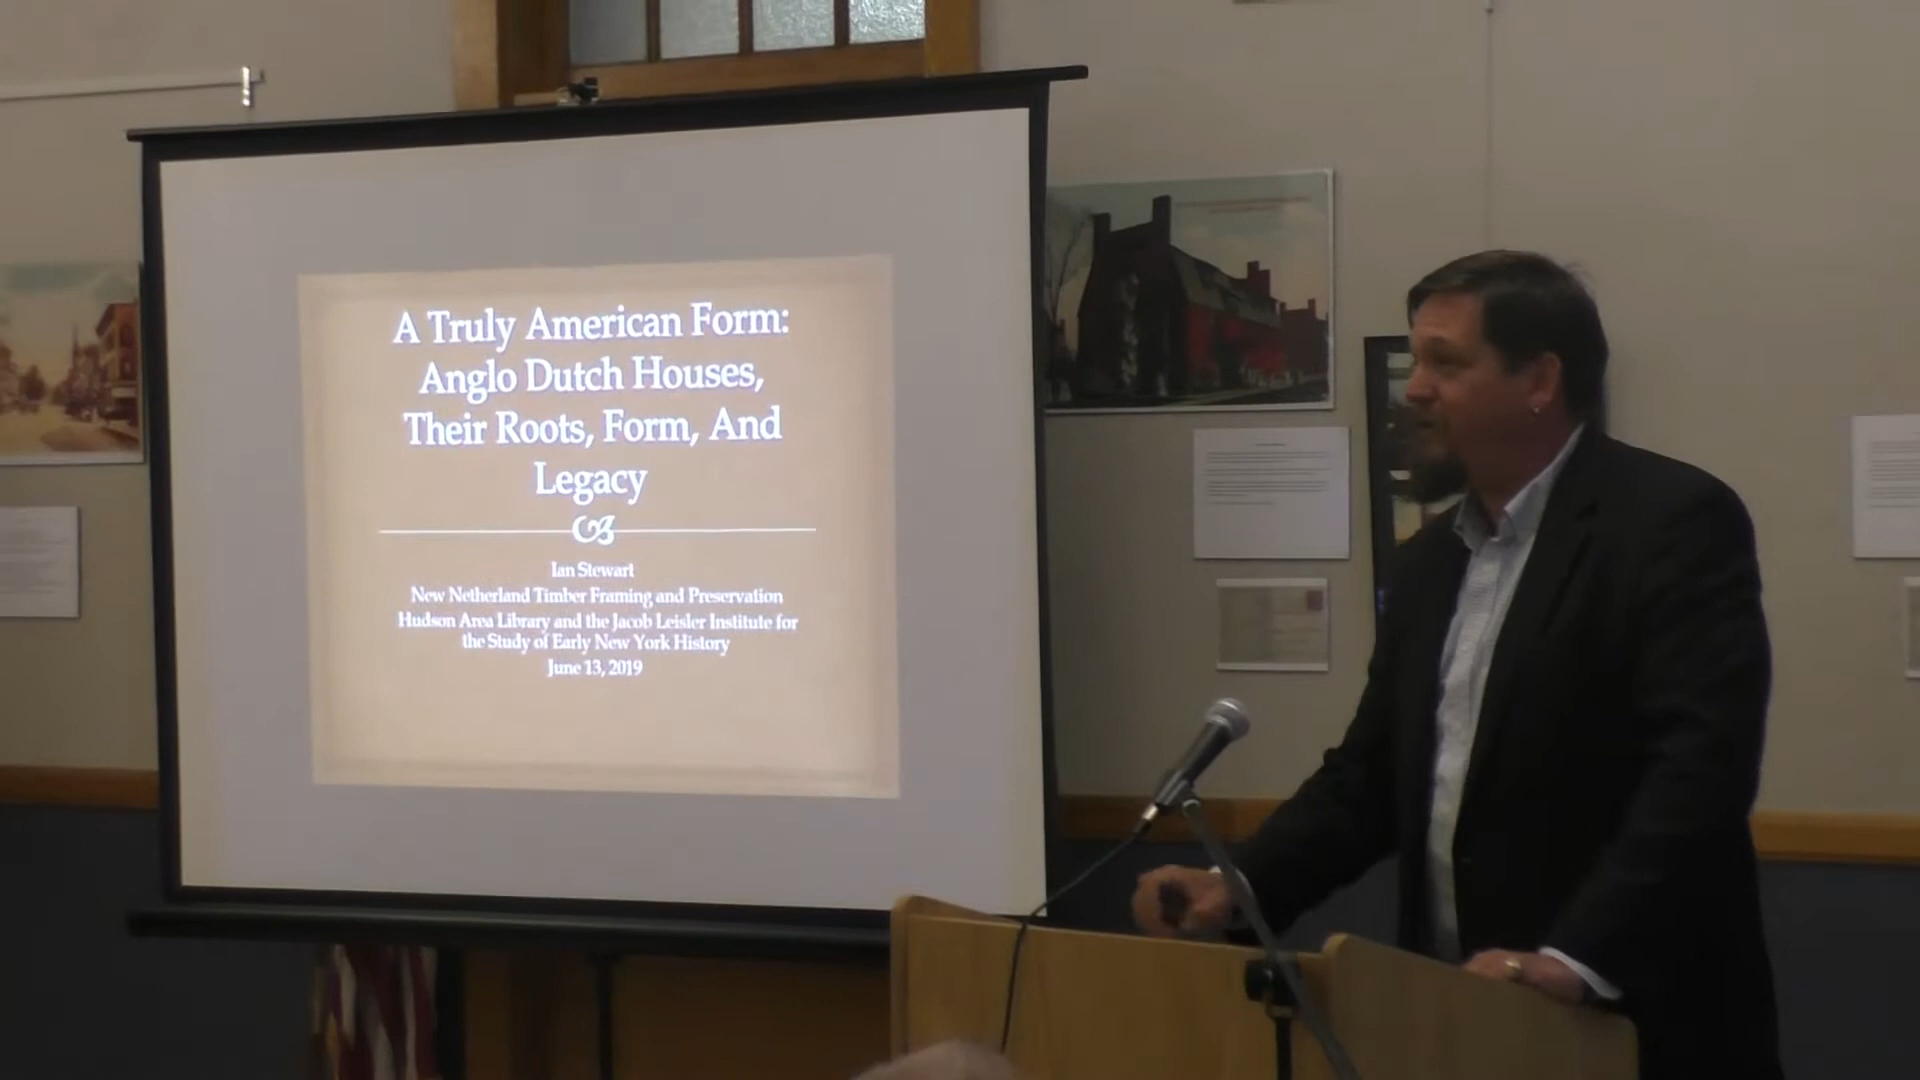 A Truly American Form:
Anglo Dutch Houses,
Their Roots, Form, And
Legacy
Ian Stewart
New Netherland Timber Framing and Preservation
Hudson Area Library and the Jacob Leisler Institute for
the Study of Early New York History
June 13, 2019